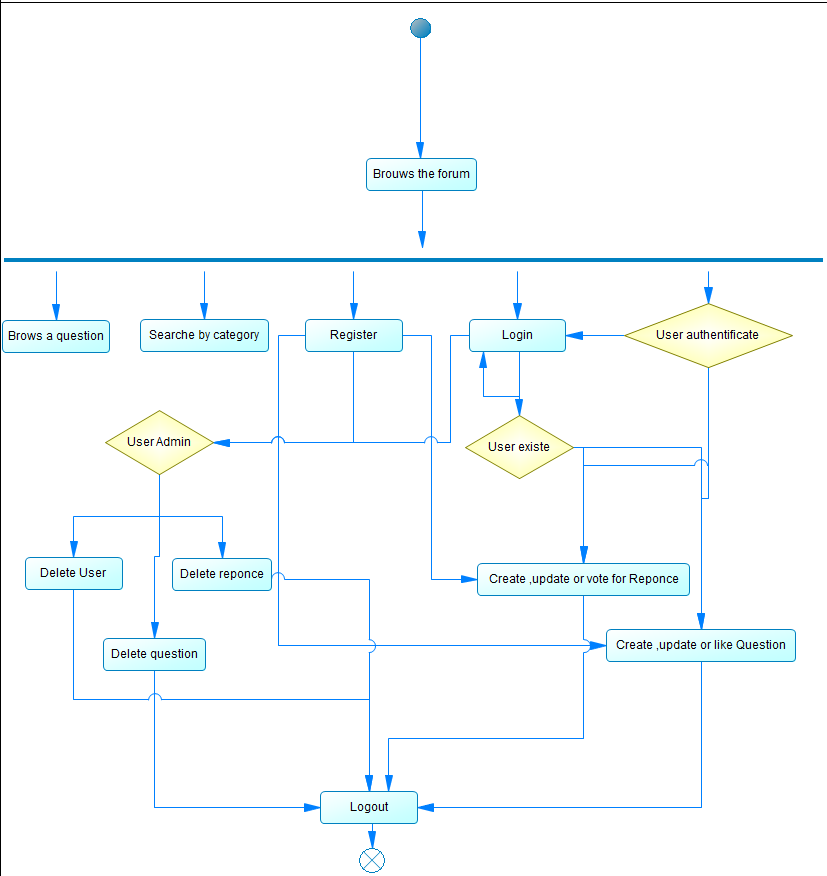 Brouws the forum
Brows a question
Searche by category
Register
Login
User authentificate
User Admin
User existe
Delete User
Delete reponce
Create ,update or vote for Reponce
Delete question
Create ,update or like Question
Logout